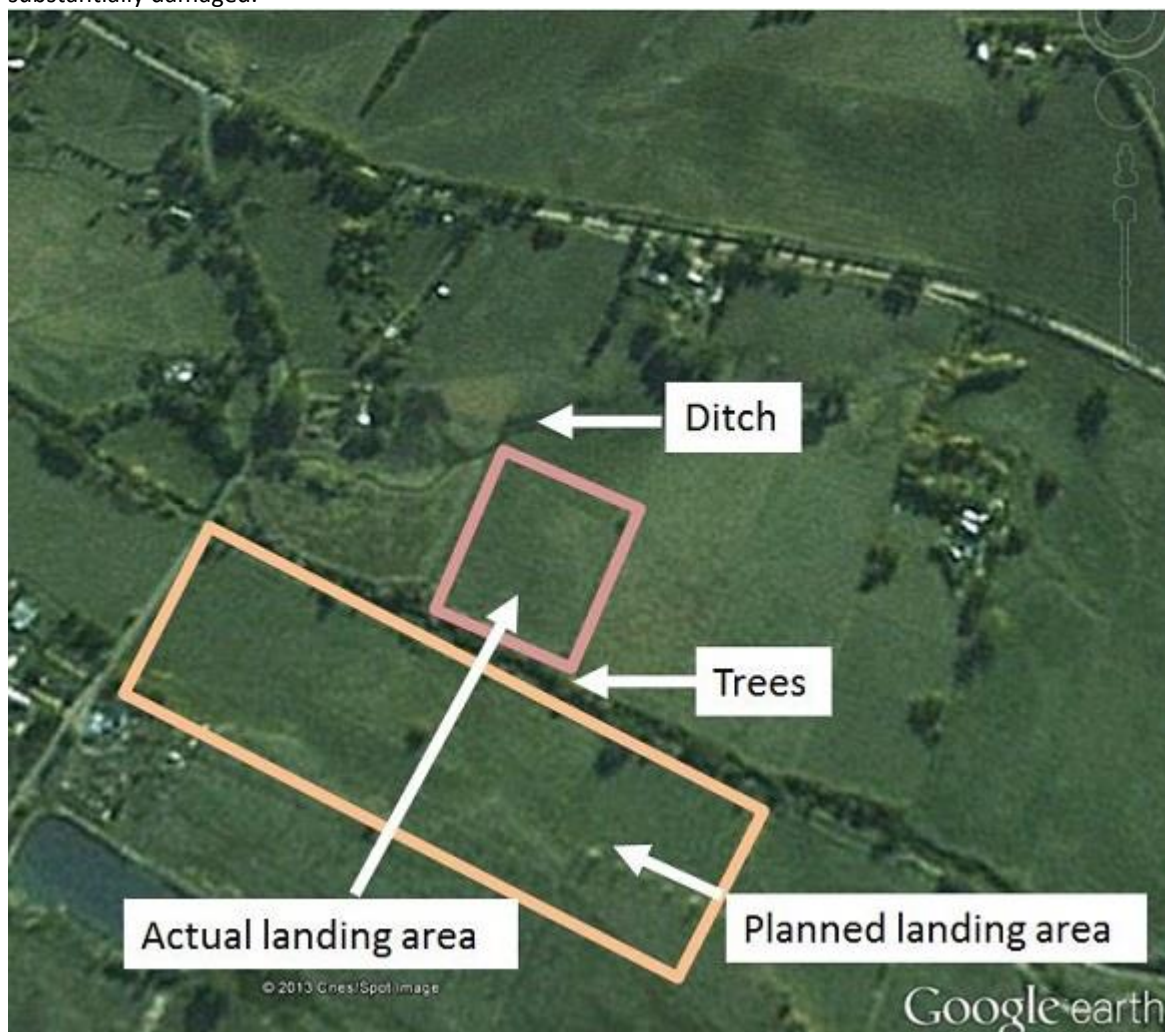 substantially damaged.
Ditch
Trees
Actual landing area
Planned landing area
© 2013 Cnes/Spot Image
Google earth